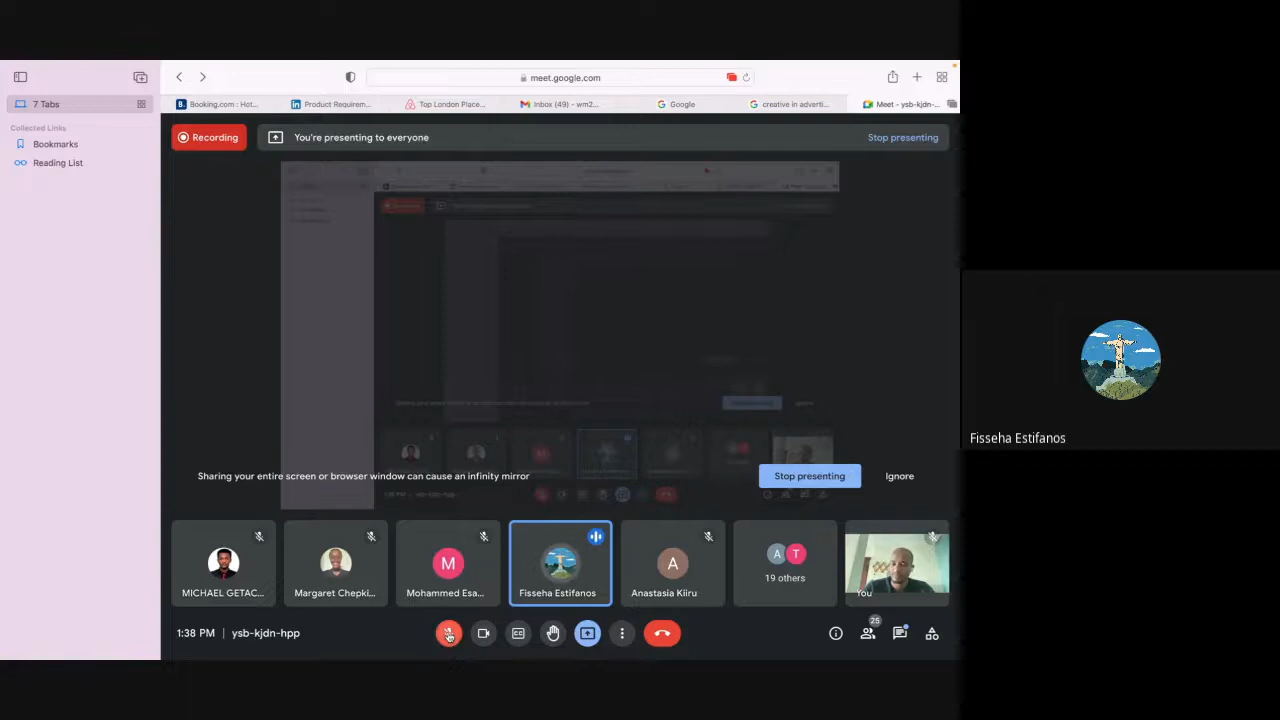 meet.google.com
7 Tabs
Booking.com : Hot...
Product Requirem...
Top London Place...
Inbox (49) – wm2...
Google
creative in adverti...
Meet - ysb-kjdn-...
Collected Links
Bookmarks
Reading List
Recording
You're presenting to everyone
Stop presenting
Sharing your entire screen or browser window can cause an infinity mirror
Stop presenting
Ignore
MICHAEL GETAC...
Margaret Chepki...
M
Mohammed Esa...
Fisseha Estifanos
A
Anastasia Kiiru
A
T
19 others
You
1:38 PM | ysb-kjdn-hpp
25
Fisseha Estifanos